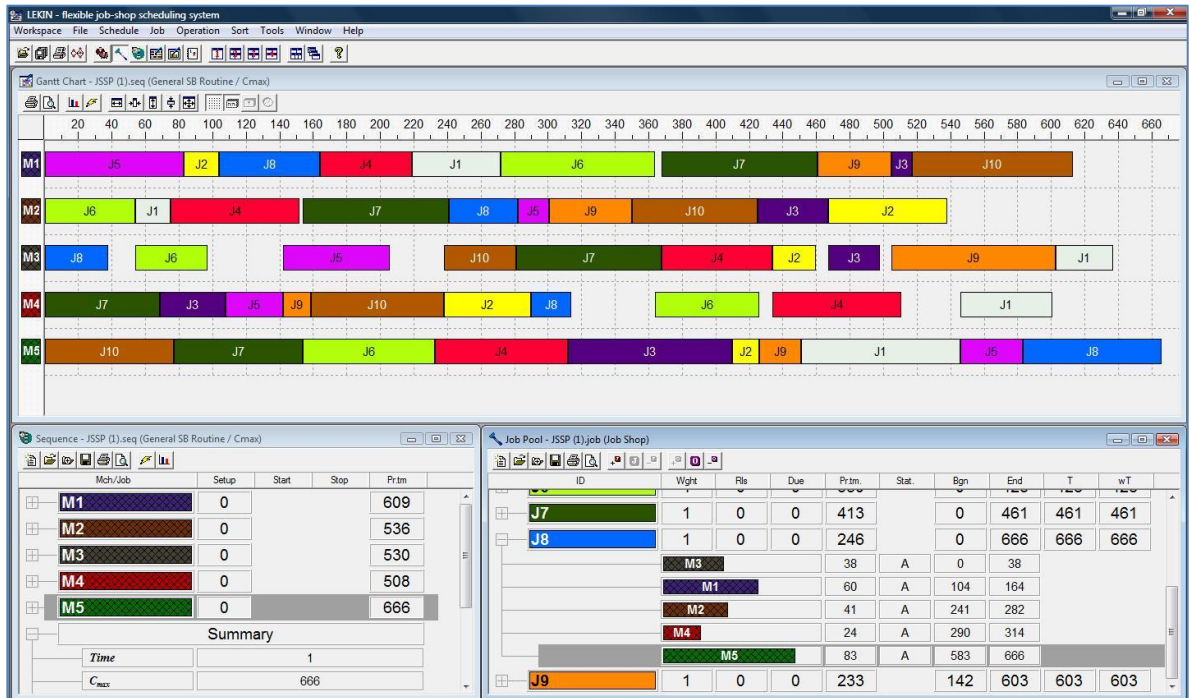 LEKIN - flexible job-shop scheduling system
Workspace File Schedule Job Operation Sort Tools Window Help
Gantt Chart - JSSP (1).seq (General SB Routine / Cmax)
20 40 60 80 100 120 140 160 180 200 220 240 260 280 300 320 340 360 380 400 420 440 460 480 500 520 540 560 580 600 620 640 660
M1 J5 J2 J8 J4 J1 J6 J7 J9 J3 J10
M2 J6 J1 J4 J7 J8 J5 J9 J10 J3 J2
M3 J8 J6 J5 J10 J7 J4 J2 J3 J9 J1
M4 J7 J3 J5 J9 J10 J2 J8 J6 J4 J1
M5 J10 J7 J6 J4 J3 J2 J9 J1 J5 J8
Sequence - JSSP (1).seq (General SB Routine / Cmax)
Mch/Job Setup Start Stop Pr.tm
M1 0 609
M2 0 536
M3 0 530
M4 0 508
M5 0 666
Summary
Time 1
Cmax 666
Job Pool - JSSP (1).job (Job Shop)
ID Wght Rls Due Pr.tm. Stat. Bgn End T wT
J7 1 0 0 413 0 461 461 461
J8 1 0 0 246 0 666 666 666
M3 38 A 0 38
M1 60 A 104 164
M2 41 A 241 282
M4 24 A 290 314
M5 83 A 583 666
J9 1 0 0 233 142 603 603 603